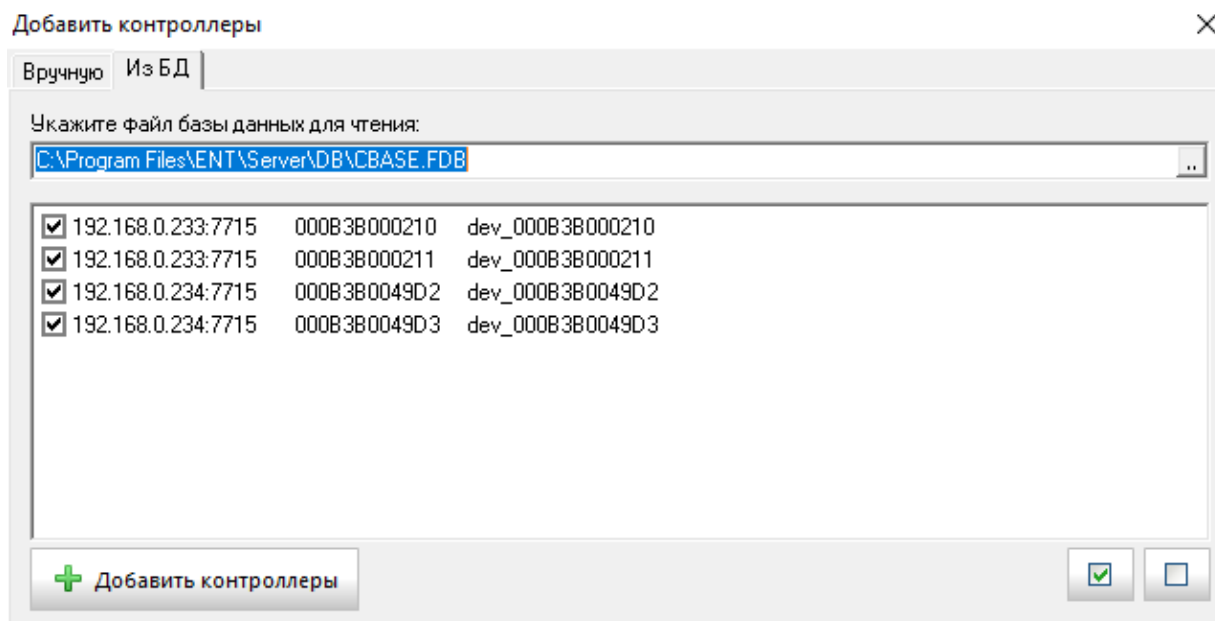 Добавить контроллеры
Вручную Из БД
Укажите файл базы данных для чтения:
C:\Program Files\ENT\Server\DB\CBASE.FDB ..
192.168.0.233:7715 000B3B000210 dev_000B3B000210
192.168.0.233:7715 000B3B000211 dev_000B3B000211
192.168.0.234:7715 000B3B0049D2 dev_000B3B0049D2
192.168.0.234:7715 000B3B0049D3 dev_000B3B0049D3
Добавить контроллеры